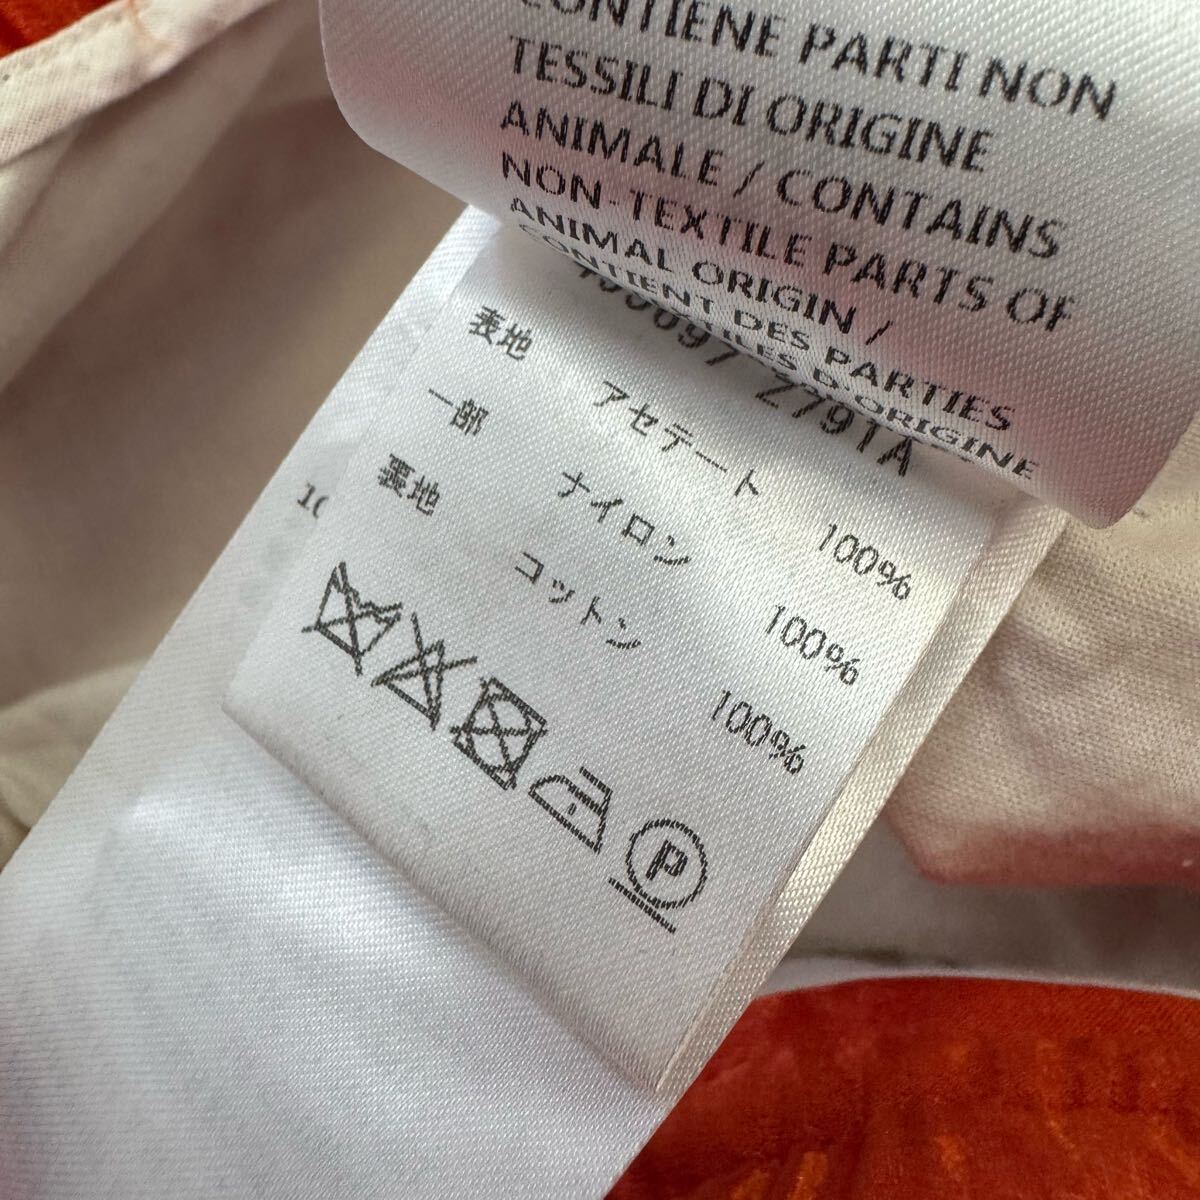 CONTIENE PARTI NON
TESSILI DI ORIGINE
ANIMALE / CONTAINS
NON-TEXTILE PARTS OF
ANIMAL ORIGIN /
CONTIENT DES PARTIES
D'ORIGINE
2791A
表地 アセテート 100%
一部 ナイロン 100%
裏地 コットン 100%
P